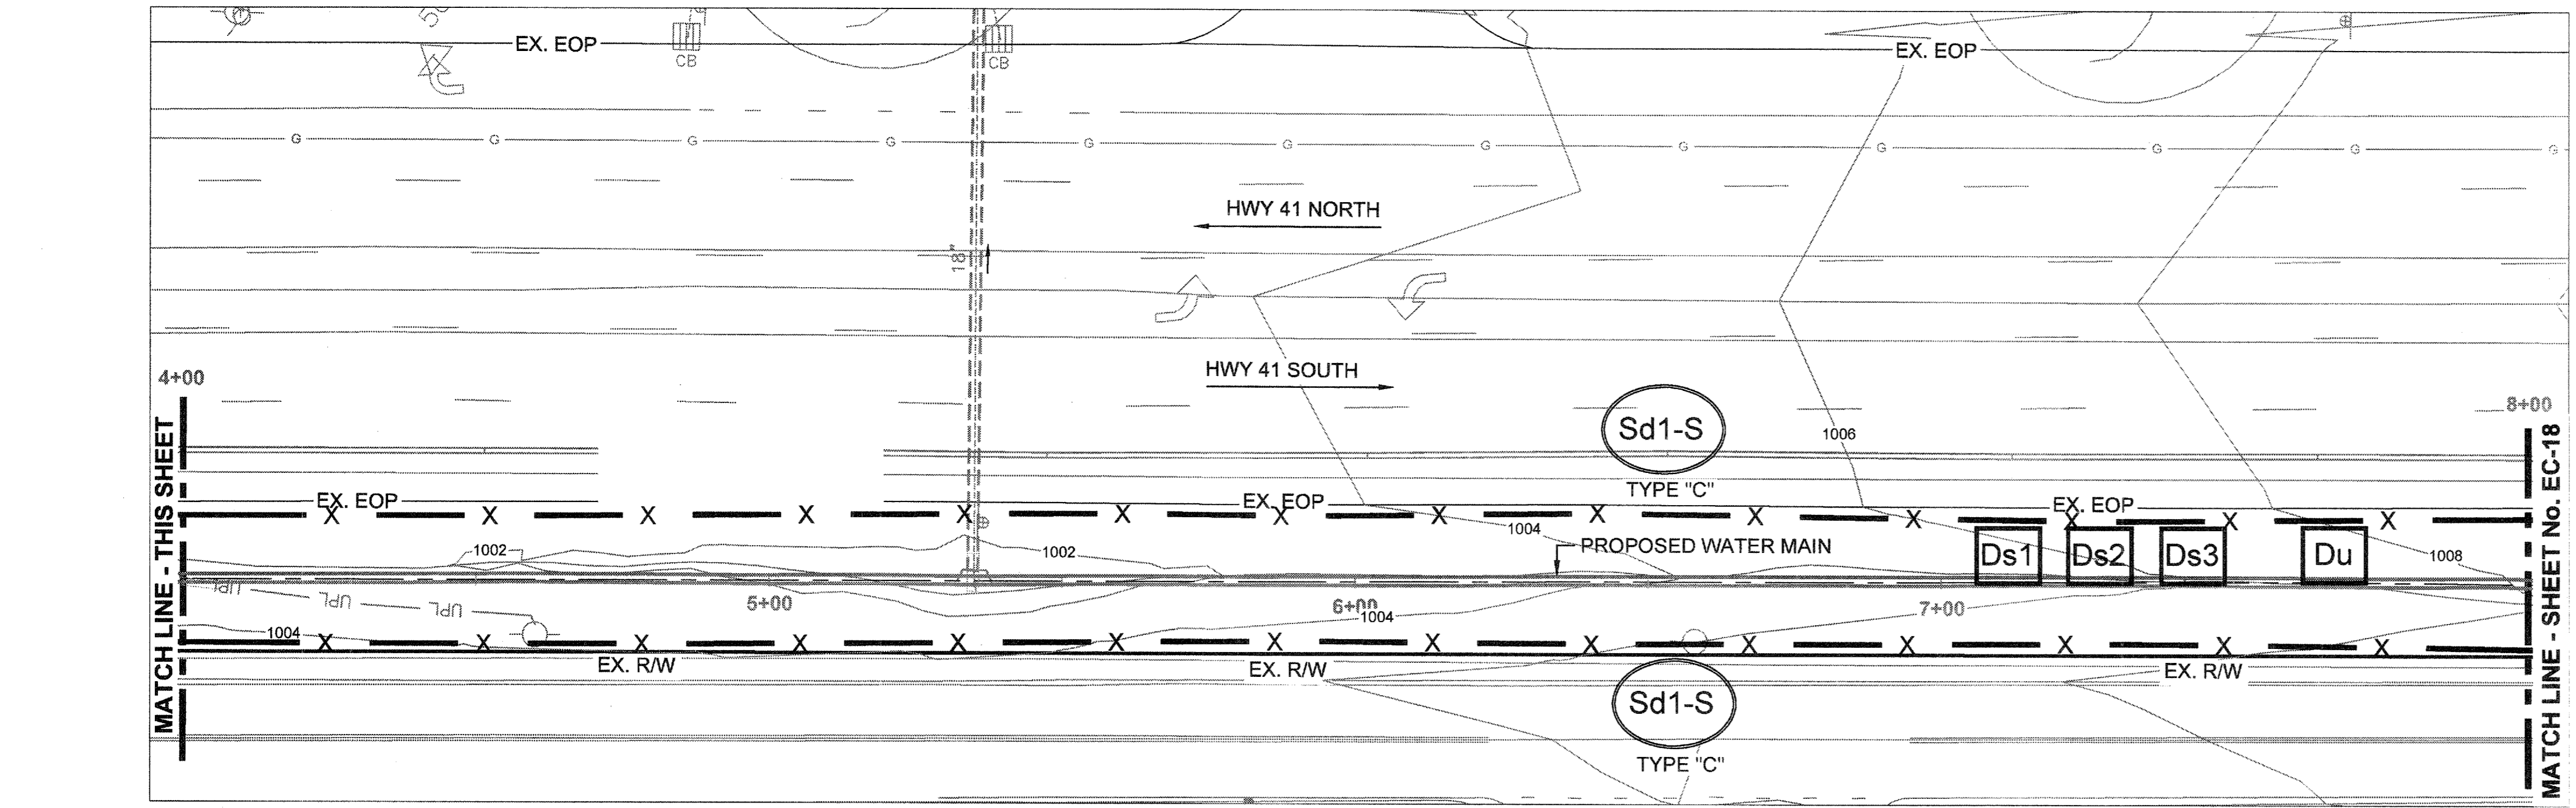 EX. EOP
CB
CB
EX. EOP
G G G G G G G G G G G G
HWY 41 NORTH
18"
HWY 41 SOUTH
4+00
8+00
MATCH LINE - THIS SHEET
MATCH LINE - SHEET No. EC-18
Sd1-S
TYPE "C"
1006
EX. EOP
EX. EOP
EX. EOP
X X X X X X X X X X X X X X
1002
1002
1004
PROPOSED WATER MAIN
Ds1
Ds2
Ds3
Du
1008
UPL UPL UPL
5+00
6+00
7+00
1004
1004
X X X X X X X X X X X X X X
EX. R/W
EX. R/W
EX. R/W
Sd1-S
TYPE "C"